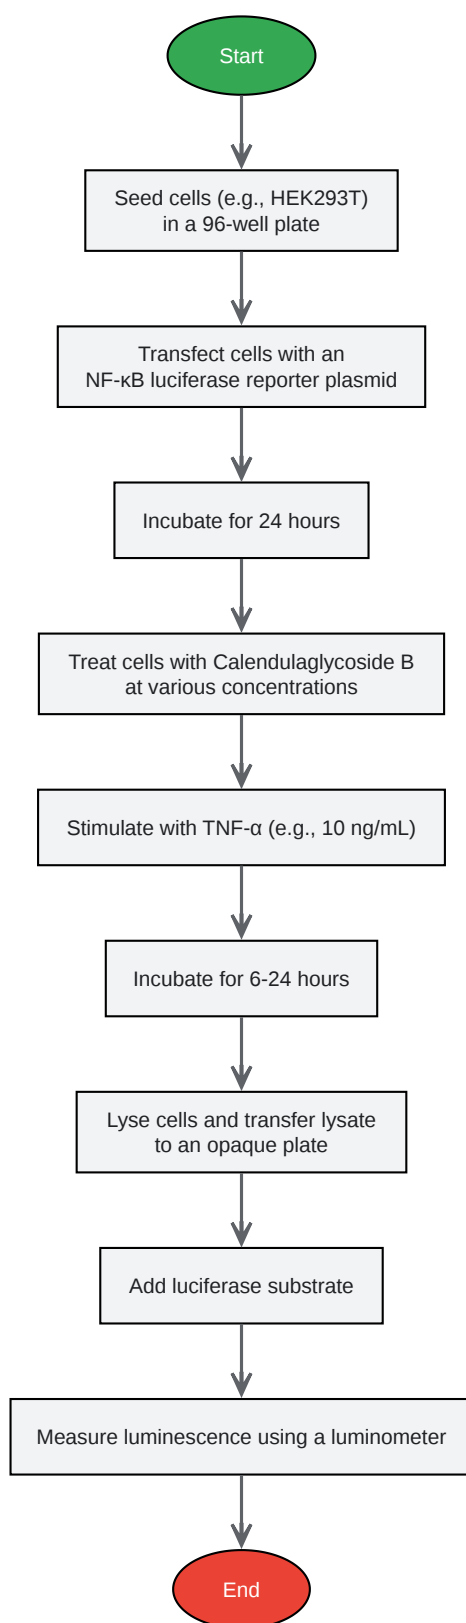 Start
Seed cells (e.g., HEK293T)
in a 96-well plate
Transfect cells with an
NF-κB luciferase reporter plasmid
Incubate for 24 hours
Treat cells with Calendulaglycoside B
at various concentrations
Stimulate with TNF-α (e.g., 10 ng/mL)
Incubate for 6-24 hours
Lyse cells and transfer lysate
to an opaque plate
Add luciferase substrate
Measure luminescence using a luminometer
End